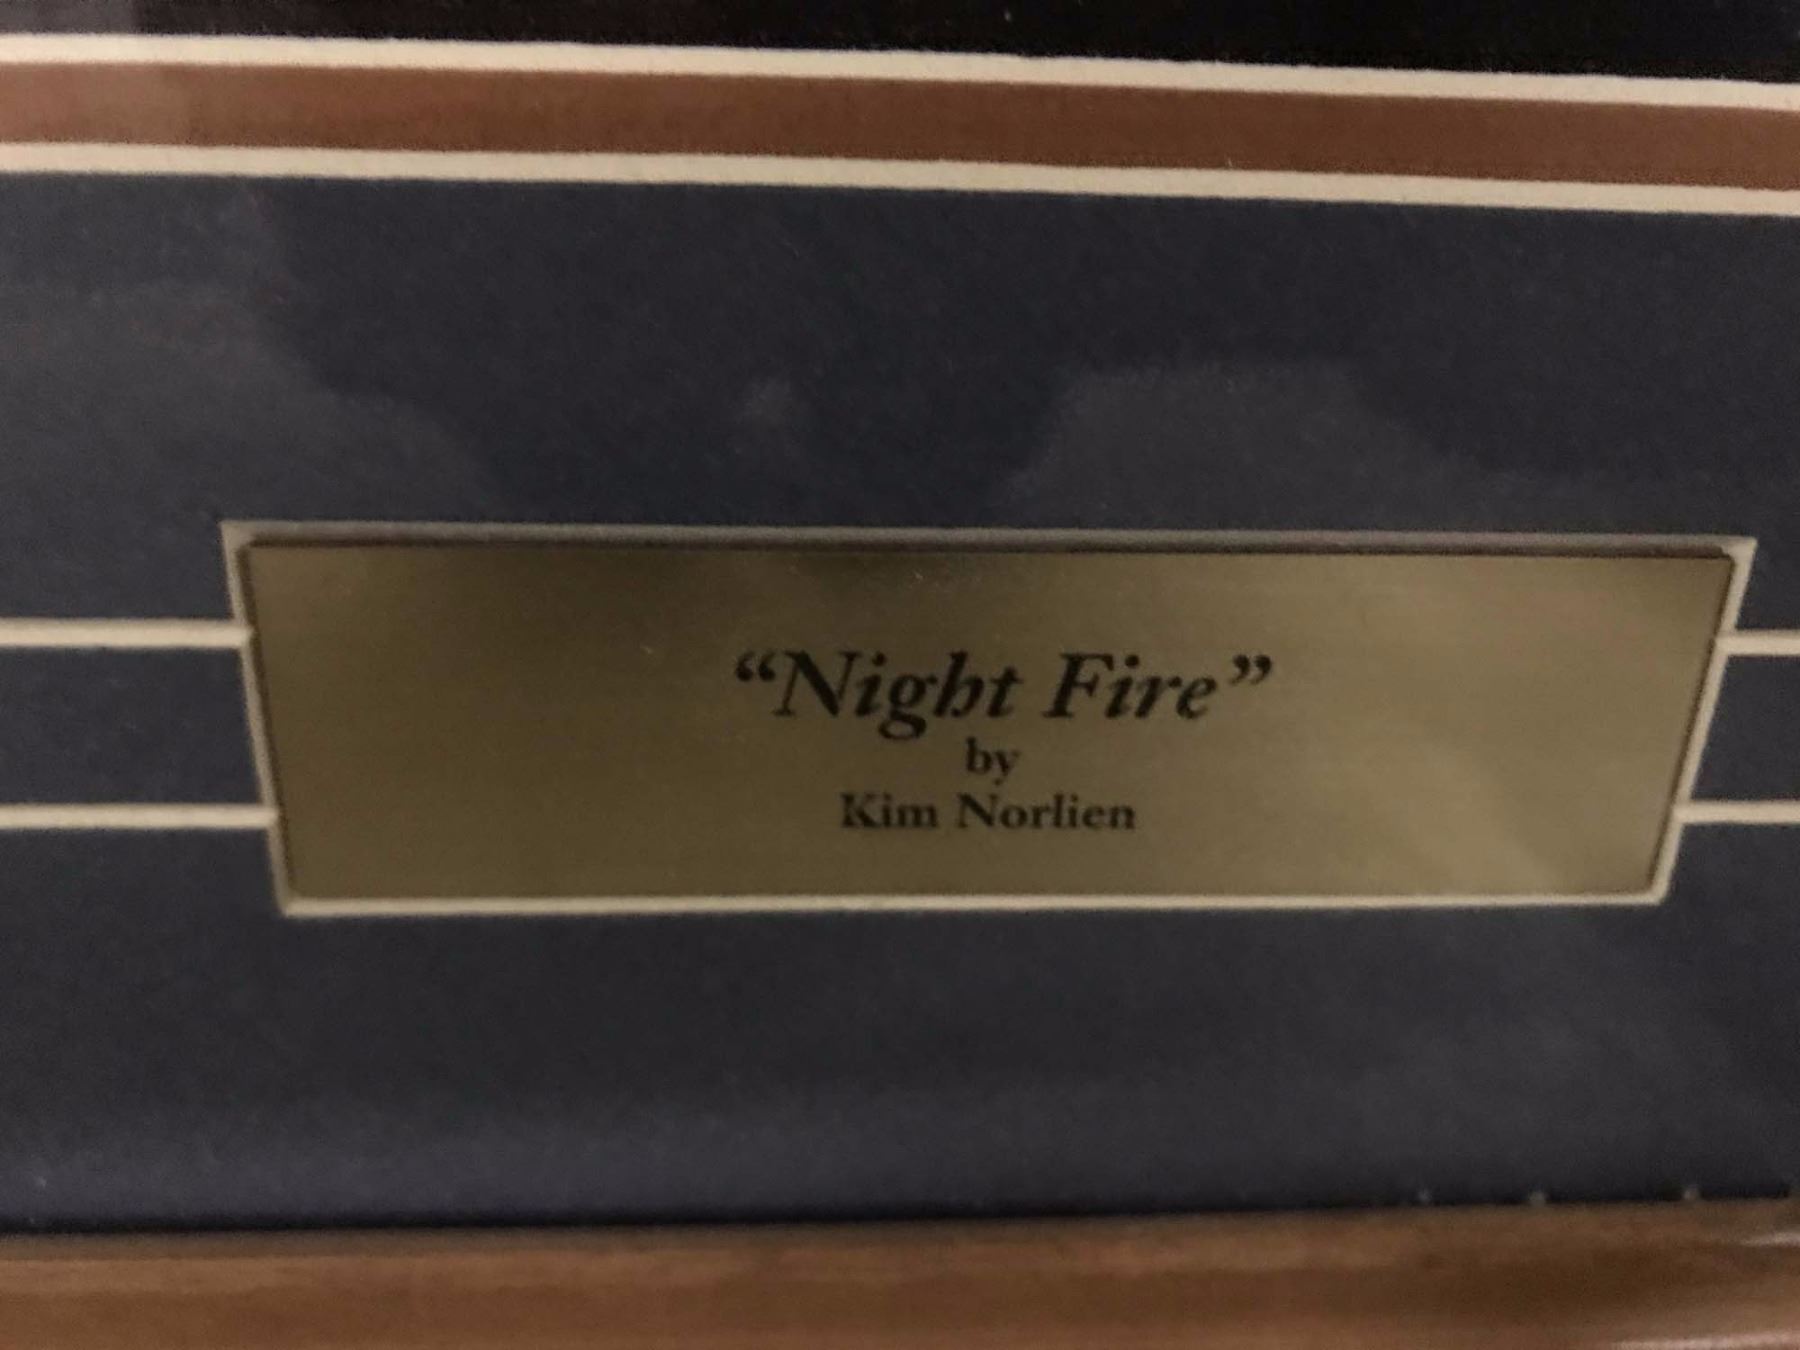 “Night Fire”
by
Kim Norlien